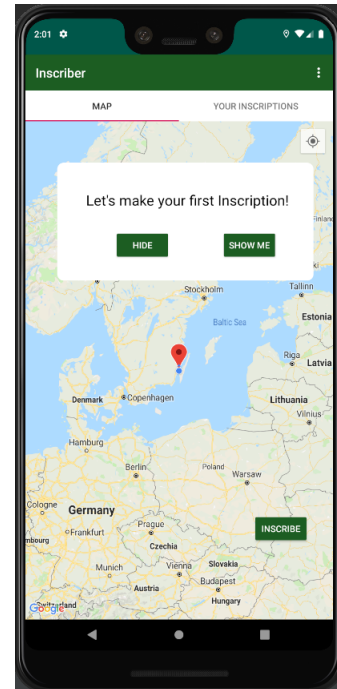 2:01
Inscriber
MAP YOUR INSCRIPTIONS
Let's make your first Inscription!
Finland
HIDE SHOW ME
Stockholm Tallinn
Baltic Sea Estonia
Riga
Latvia
Denmark Copenhagen Lithuania
Vilnius
Hamburg
Berlin Poland
Warsaw
Cologne
Germany
Frankfurt Prague INSCRIBE
Czechia
Munich Vienna Slovakia
Budapest
Austria
Hungary
Google